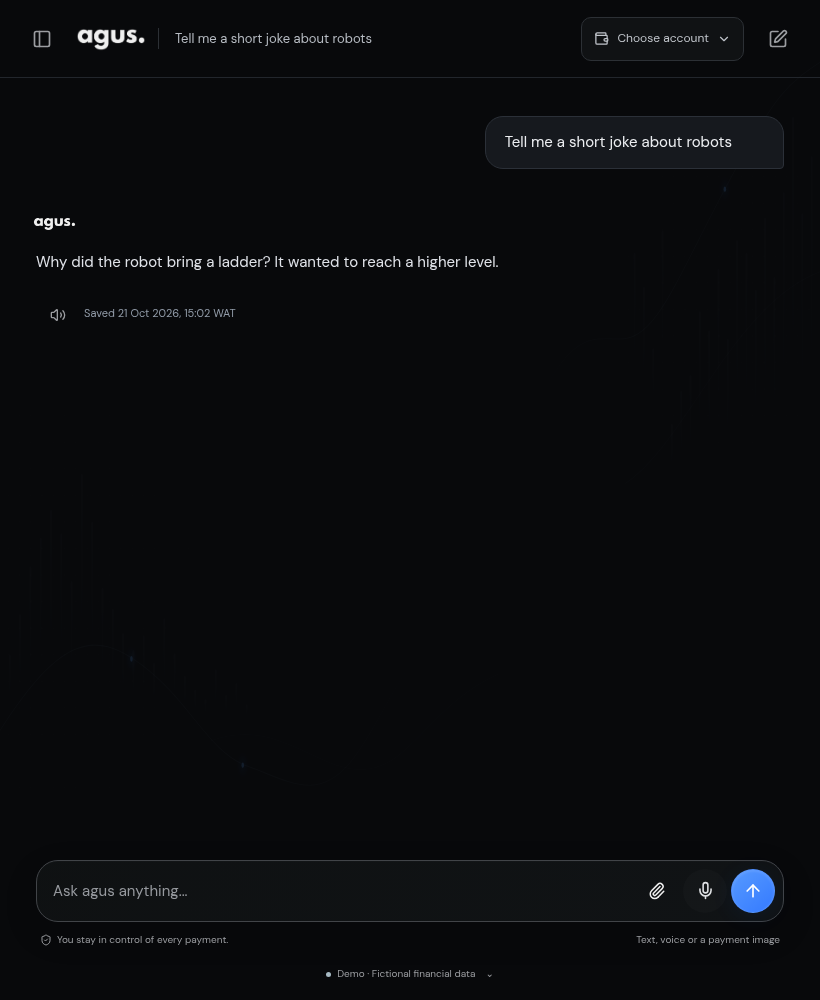 agus.
Tell me a short joke about robots
Choose account
Tell me a short joke about robots
agus.
Why did the robot bring a ladder? It wanted to reach a higher level.
Saved 21 Oct 2026, 15:02 WAT
Ask agus anything...
You stay in control of every payment.
Text, voice or a payment image
Demo · Fictional financial data